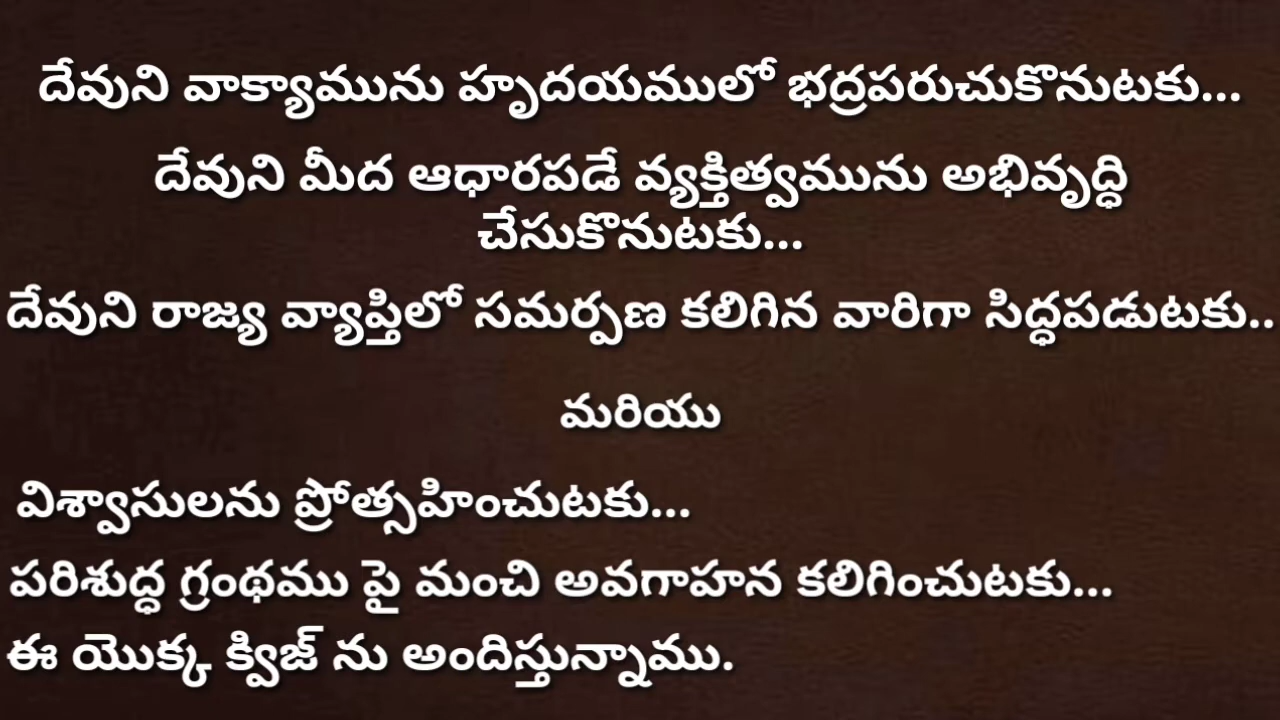 దేవుని వాక్యామును హృదయములో భద్రపరుచుకొనుటకు...
దేవుని మీద ఆధారపడే వ్యక్తిత్వమును అభివృద్ధి
చేసుకొనుటకు...
దేవుని రాజ్య వ్యాప్తిలో సమర్పణ కలిగిన వారిగా సిద్ధపడుటకు..
మరియు
విశ్వాసులను ప్రోత్సహించుటకు...
పరిశుద్ధ గ్రంథము పై మంచి అవగాహన కలిగించుటకు...
ఈ యొక్క క్విజ్ ను అందిస్తున్నాము.